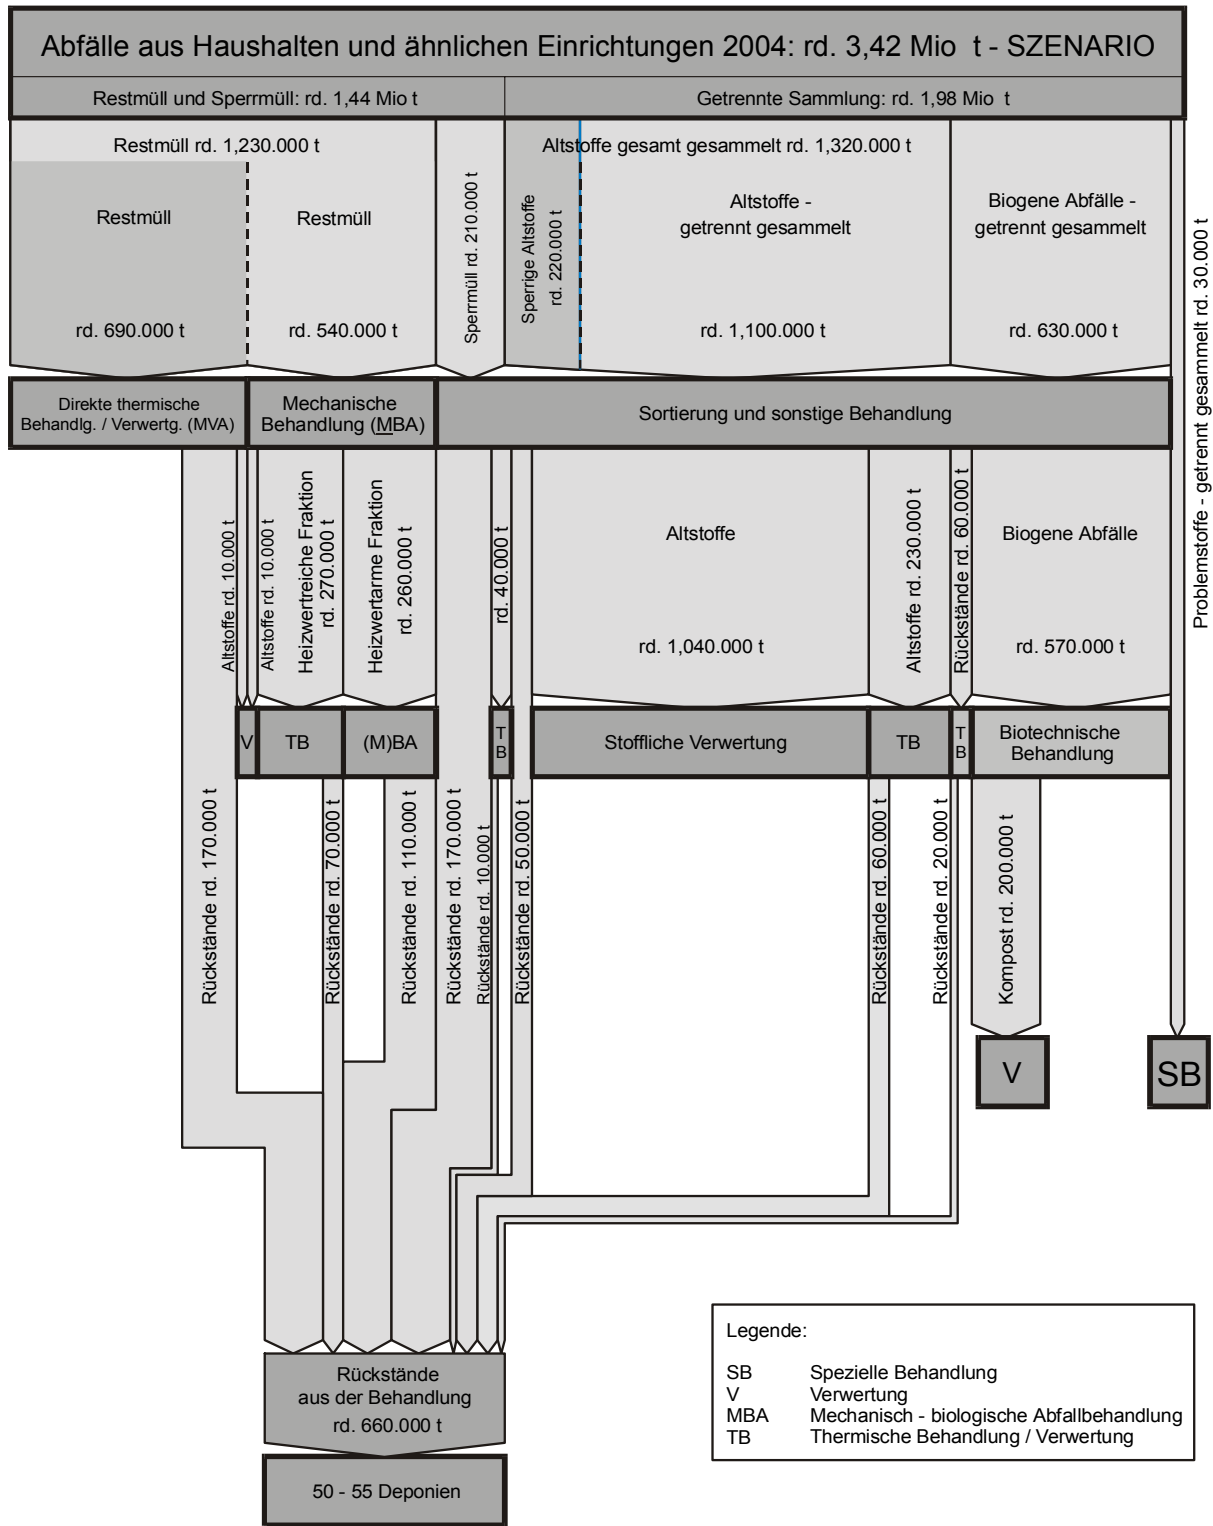 Abfälle aus Haushalten und ähnlichen Einrichtungen 2004: rd. 3,42 Mio t - SZENARIO
Restmüll und Sperrmüll: rd. 1,44 Mio t
Getrennte Sammlung: rd. 1,98 Mio t
Restmüll rd. 1,230.000 t
Altstoffe gesamt gesammelt rd. 1,320.000 t
Restmüll
rd. 690.000 t
Restmüll
rd. 540.000 t
Sperrmüll rd. 210.000 t
Sperrige Altstoffe
rd. 220.000 t
Altstoffe -
getrennt gesammelt
rd. 1,100.000 t
Biogene Abfälle -
getrennt gesammelt
rd. 630.000 t
Problemstoffe - getrennt gesammelt rd. 30.000 t
Direkte thermische
Behandlg. / Verwertg. (MVA)
Mechanische
Behandlung (MBA)
Sortierung und sonstige Behandlung
Altstoffe rd. 10.000 t
Altstoffe rd. 10.000 t
Heizwertreiche Fraktion
rd. 270.000 t
Heizwertarme Fraktion
rd. 260.000 t
rd. 40.000 t
Altstoffe
rd. 1,040.000 t
Altstoffe rd. 230.000 t
Rückstände rd. 60.000 t
Biogene Abfälle
rd. 570.000 t
V
TB
(M)BA
T
B
Stoffliche Verwertung
TB
T
B
Biotechnische
Behandlung
Rückstände rd. 170.000 t
Rückstände rd. 70.000 t
Rückstände rd. 110.000 t
Rückstände rd. 170.000 t
Rückstände rd. 10.000 t
Rückstände rd. 50.000 t
Rückstände rd. 60.000 t
Rückstände rd. 20.000 t
Kompost rd. 200.000 t
V
SB
Rückstände
aus der Behandlung
rd. 660.000 t
50 - 55 Deponien
Legende:
SB Spezielle Behandlung
V Verwertung
MBA Mechanisch - biologische Abfallbehandlung
TB Thermische Behandlung / Verwertung